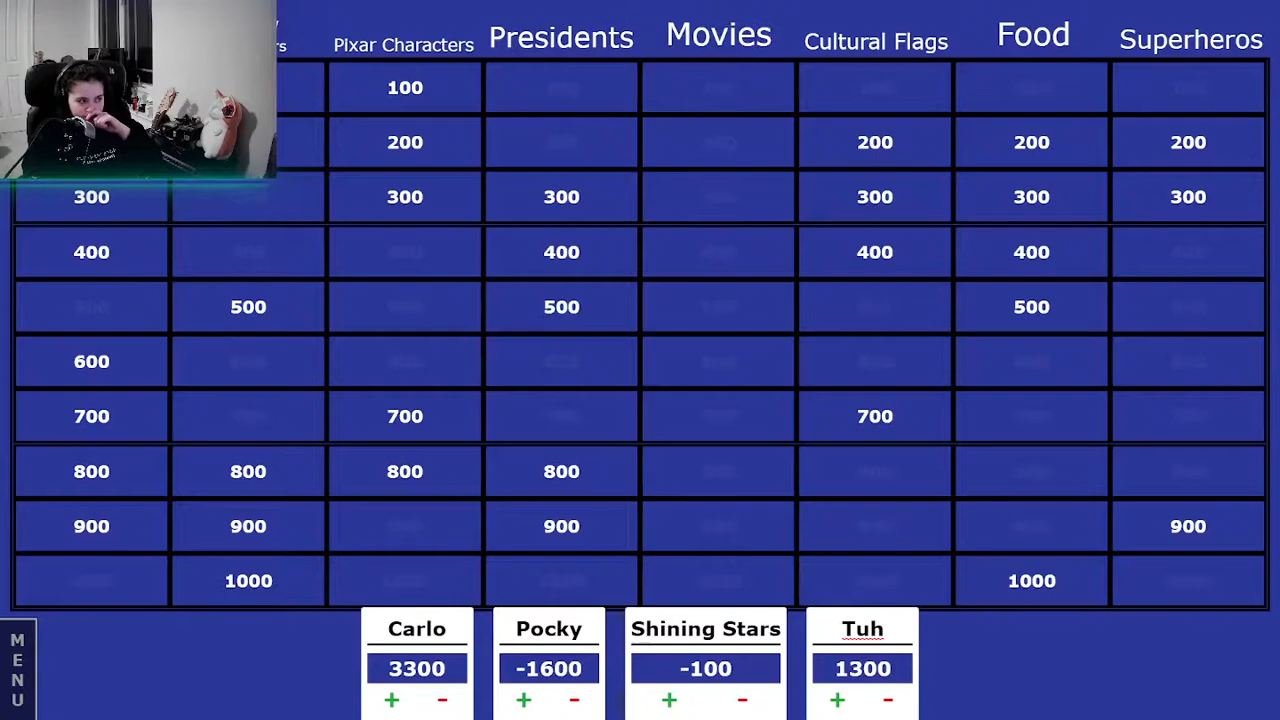 Pixar Characters Presidents Movies Cultural Flags Food Superheros
100
200 200 200 200
300 300 300 300 300 300
400 400 400 400
500 500 500
600
700 700 700
800 800 800 800
900 900 900 900
1000 1000
MENU
Carlo Pocky Shining Stars Tuh
3300 -1600 -100 1300
+ - + - + - + -